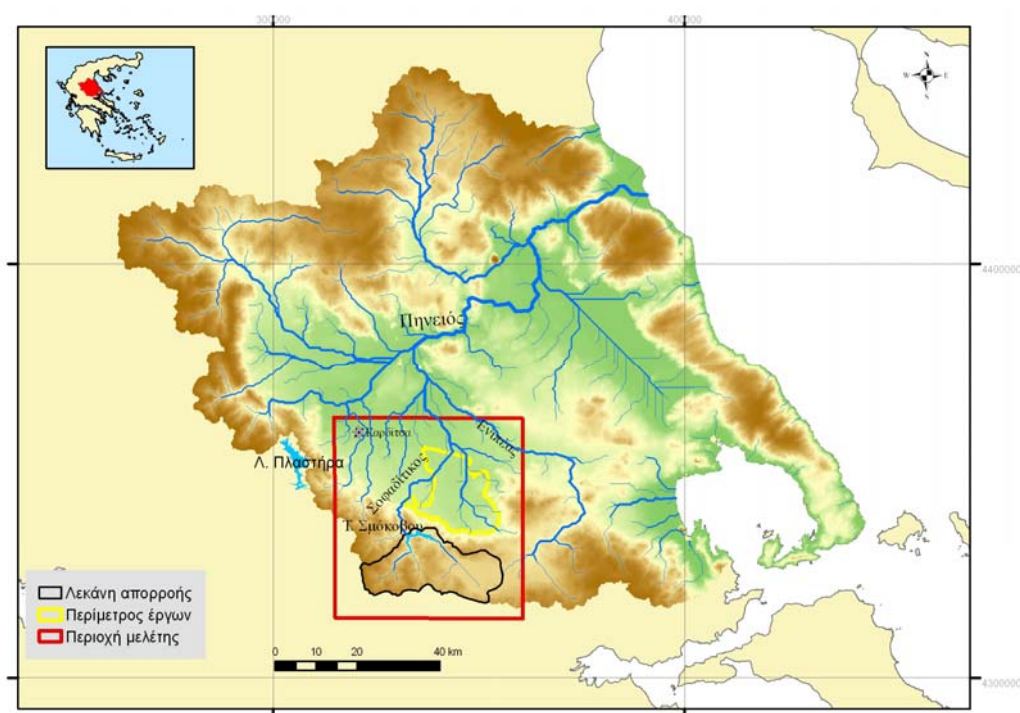 300000
400000
N
W E
S
4400000
Πηνειός
Καρδίτσα
Ενιπέας
Λ. Πλαστήρα
Σοφαδίτικος
Τ. Σμόκοβου
Λεκάνη απορροής
Περίμετρος έργων
Περιοχή μελέτης
0 10 20 40 km
4300000